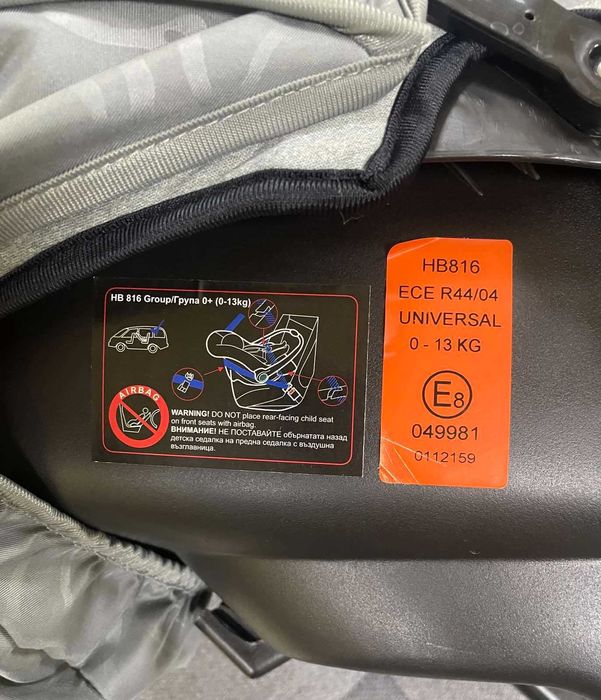 HB 816 Group/Група 0+ (0-13kg)
AIRBAG
WARNING! DO NOT place rear-facing child seat
on front seats with airbag.
ВНИМАНИЕ! НЕ ПОСТАВЯЙТЕ обърнатата назад
детска седалка на предна седалка с въздушна
възглавница.
HB816
ECE R44/04
UNIVERSAL
0 - 13 KG
E8
049981
0112159